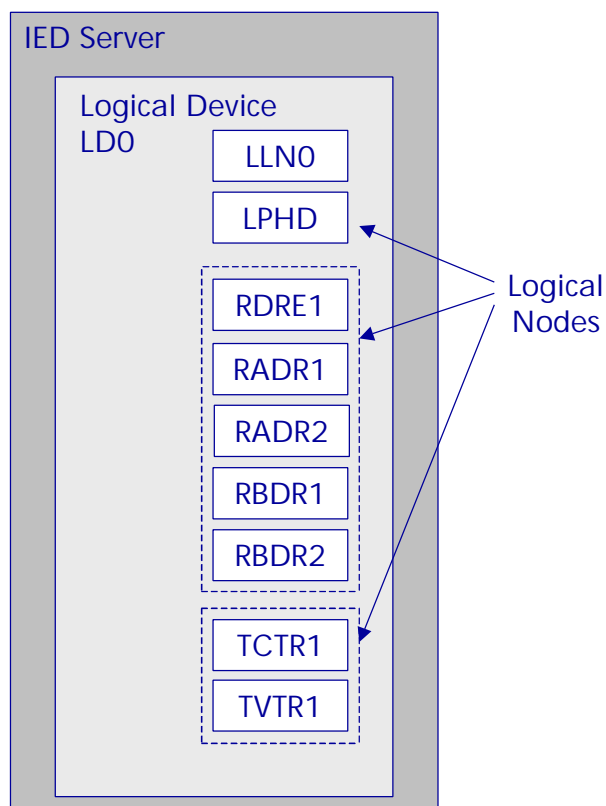 IED Server
Logical Device
LD0
LLN0
LPHD
RDRE1
RADR1
RADR2
RBDR1
RBDR2
TCTR1
TVTR1
Logical
Nodes